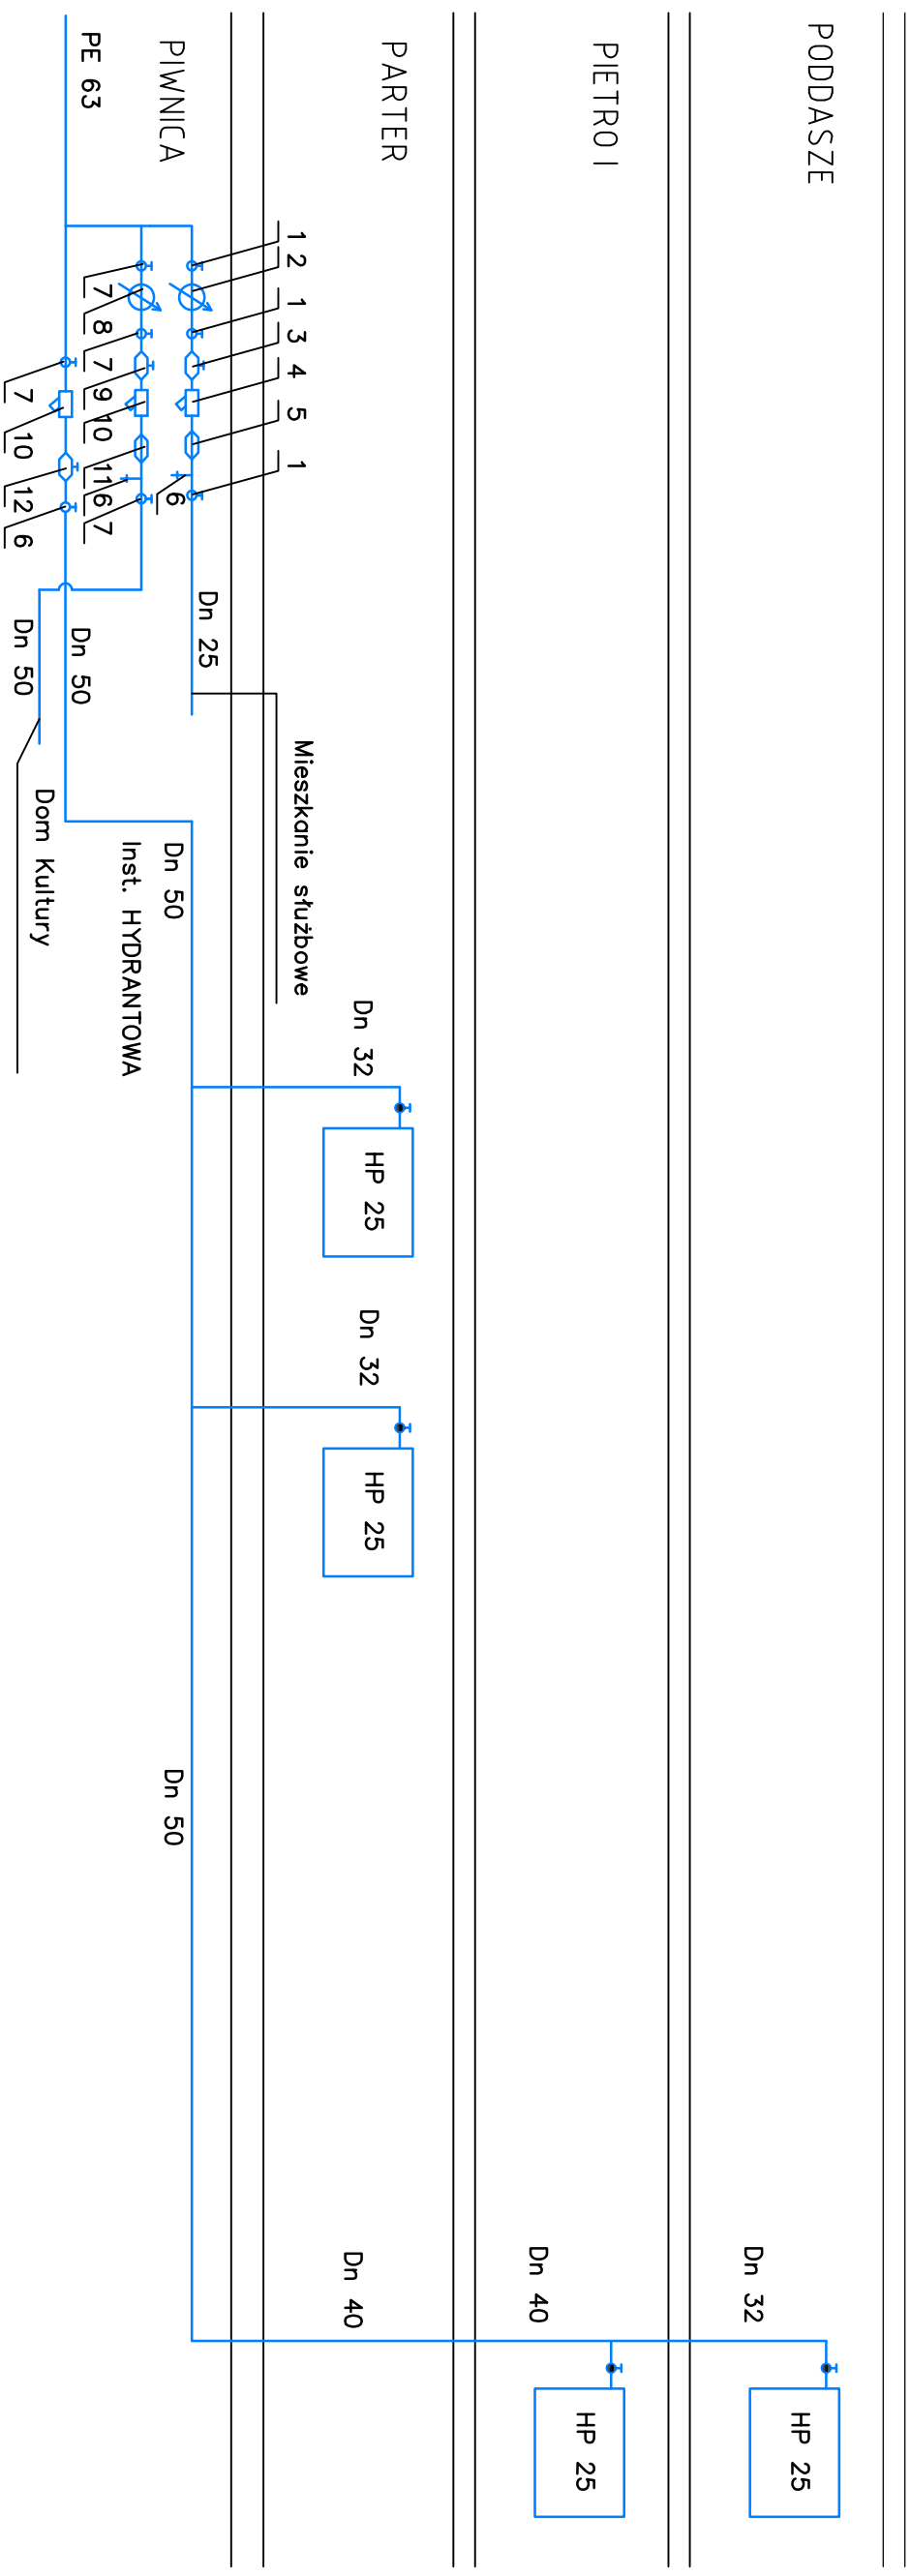 PODDASZE
Dn 32
HP 25
PIETRO I
Dn 40
HP 25
PARTER
Dn 32
HP 25
Dn 32
HP 25
Dn 40
1 2 1 3 4 5 1
Mieszkanie służbowe
Dn 25
PIWNICA
6
Dn 50
Dn 50
Inst. HYDRANTOWA
7 8 7 9 10 11 6 7
PE 63
Dn 50
Dom Kultury
7 10 12 6
Dn 50